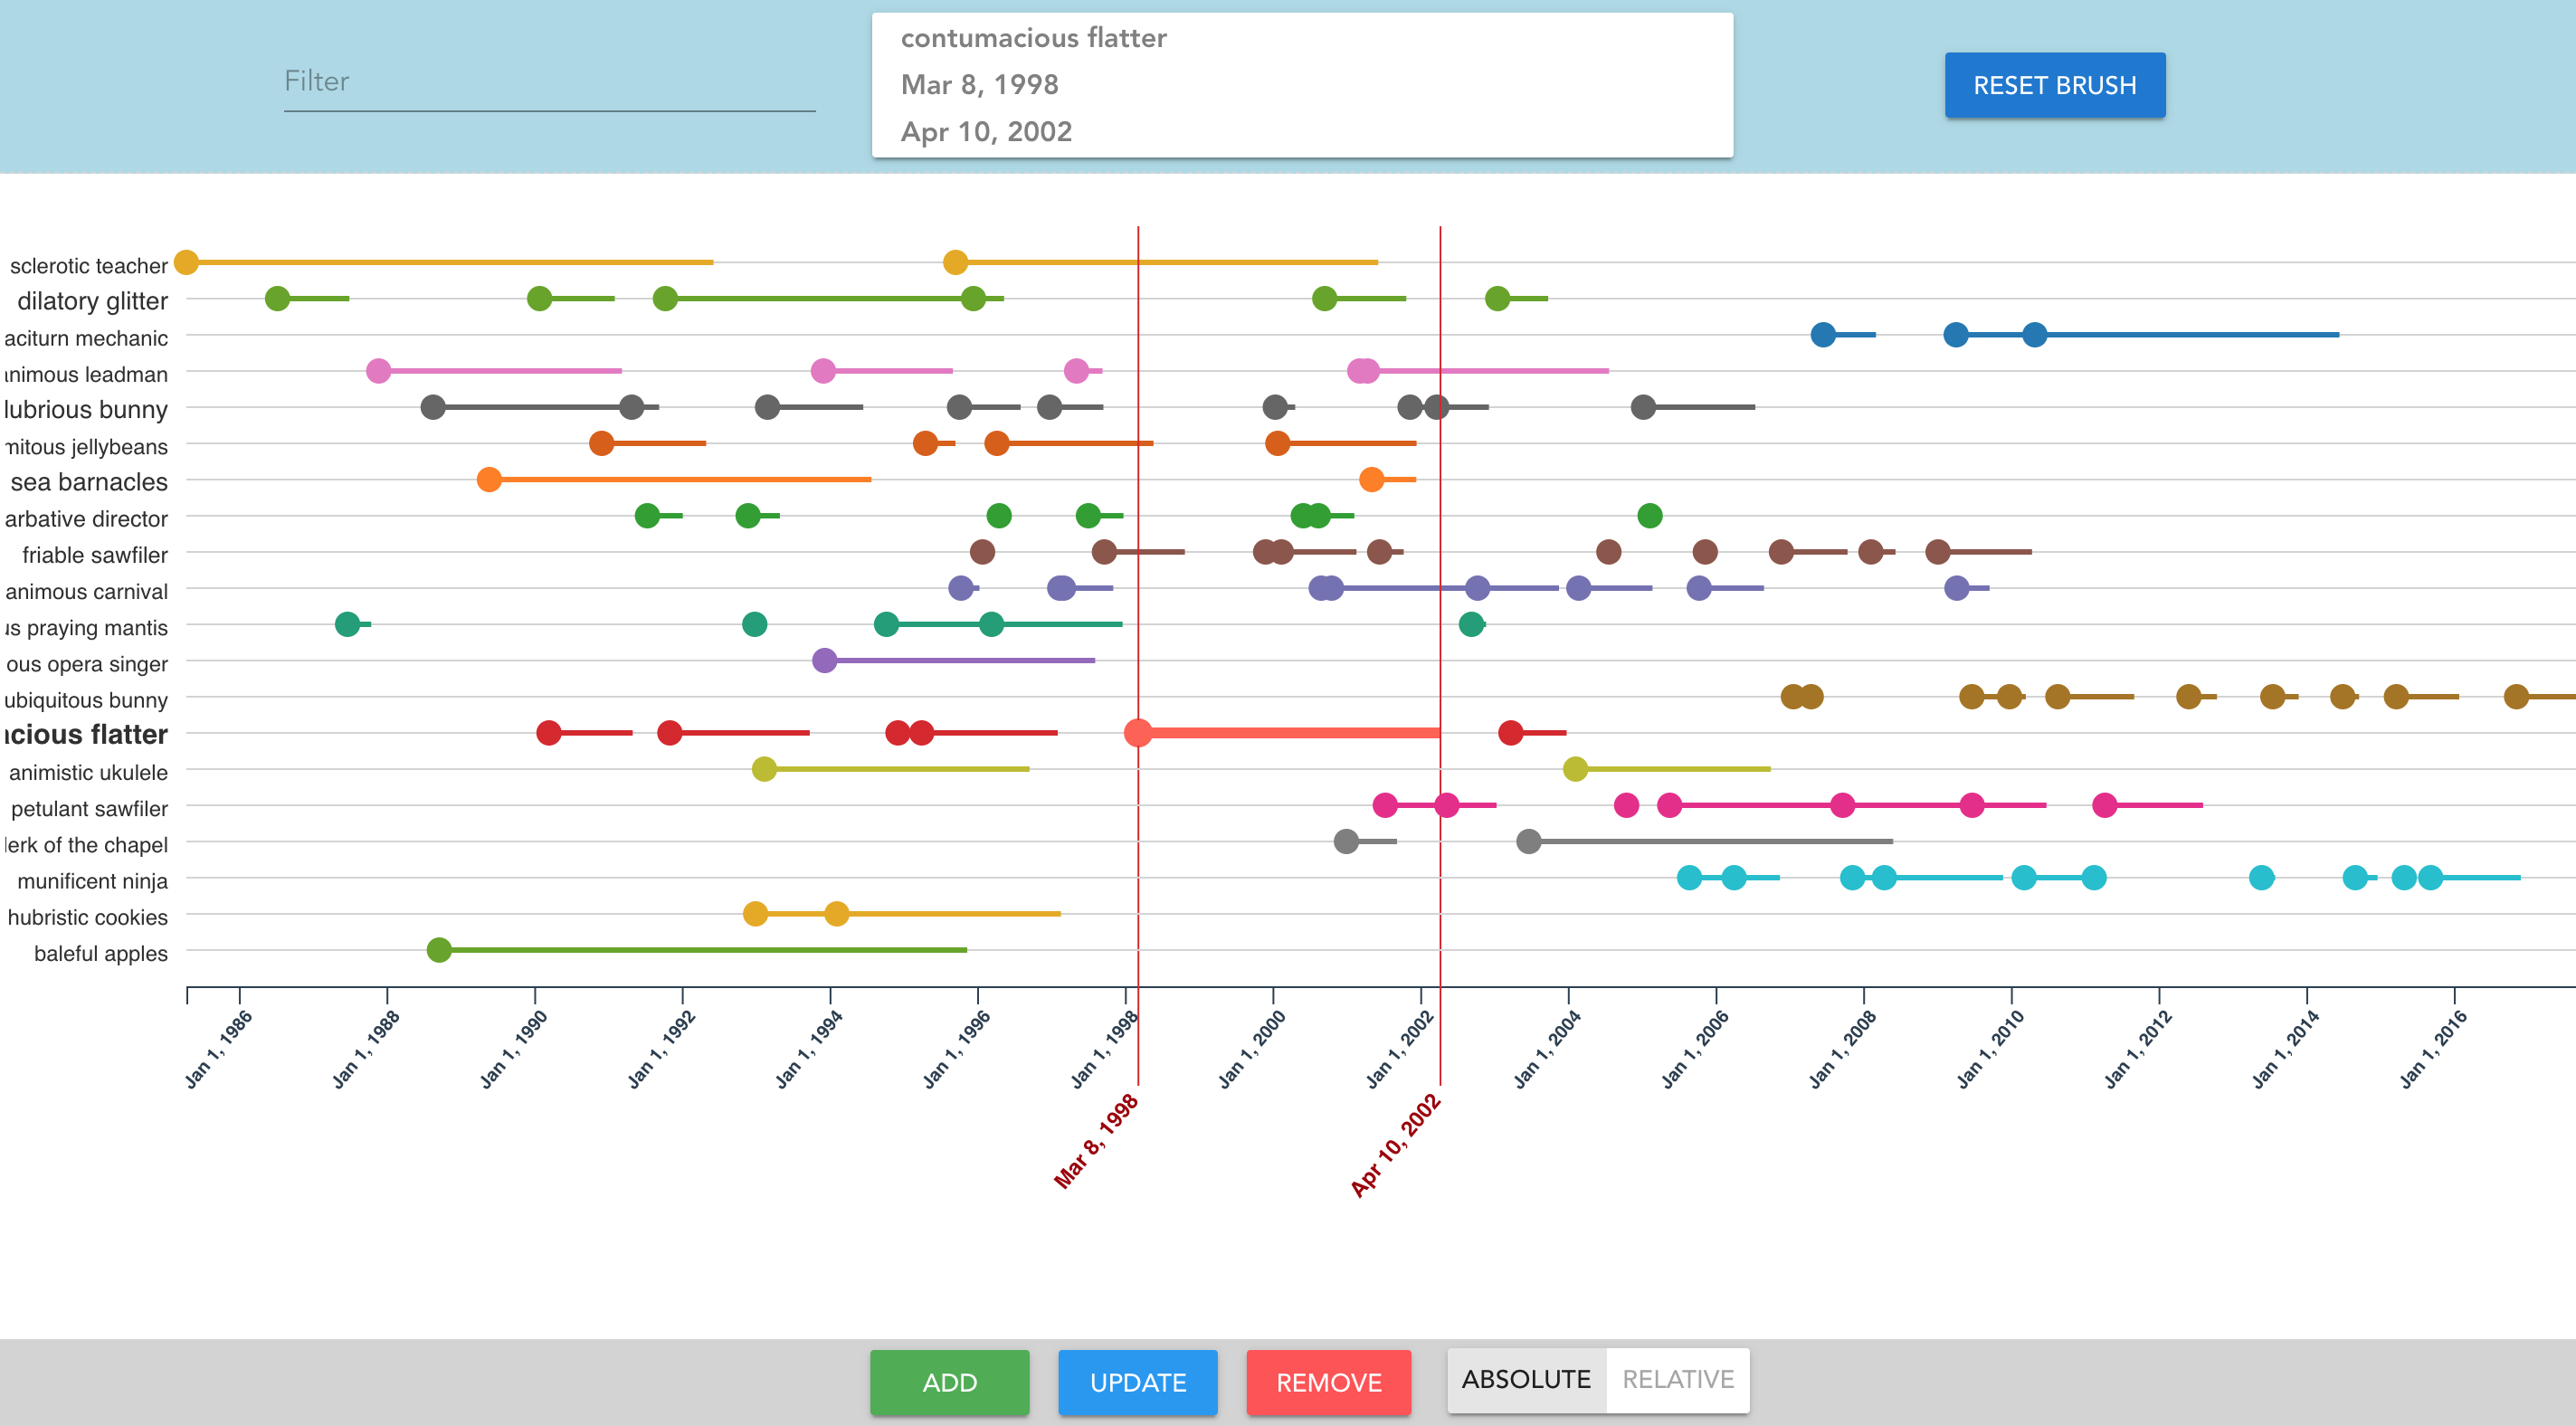 Filter
contumacious flatter
Mar 8, 1998
Apr 10, 2002
RESET BRUSH
sclerotic teacher
dilatory glitter
aciturn mechanic
animous leadman
lubrious bunny
mitous jellybeans
sea barnacles
arbative director
friable sawfiler
animous carnival
us praying mantis
ous opera singer
ubiquitous bunny
acious flatter
animistic ukulele
petulant sawfiler
lerk of the chapel
munificent ninja
hubristic cookies
baleful apples
Jan 1, 1986
Jan 1, 1988
Jan 1, 1990
Jan 1, 1992
Jan 1, 1994
Jan 1, 1996
Jan 1, 1998
Jan 1, 2000
Jan 1, 2002
Jan 1, 2004
Jan 1, 2006
Jan 1, 2008
Jan 1, 2010
Jan 1, 2012
Jan 1, 2014
Jan 1, 2016
Mar 8, 1998
Apr 10, 2002
ADD
UPDATE
REMOVE
ABSOLUTE
RELATIVE